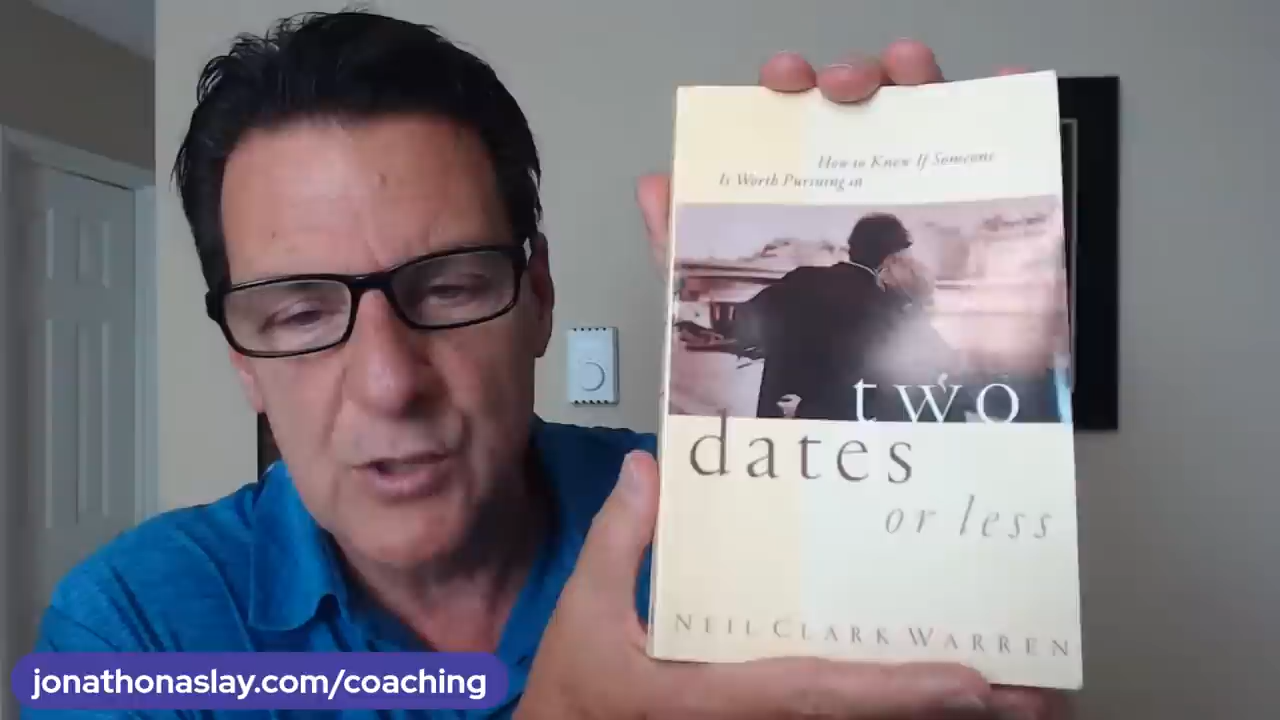 How to Know If Someone
Is Worth Pursuing in
two
dates
or less
NEIL CLARK WARREN
jonathonaslay.com/coaching